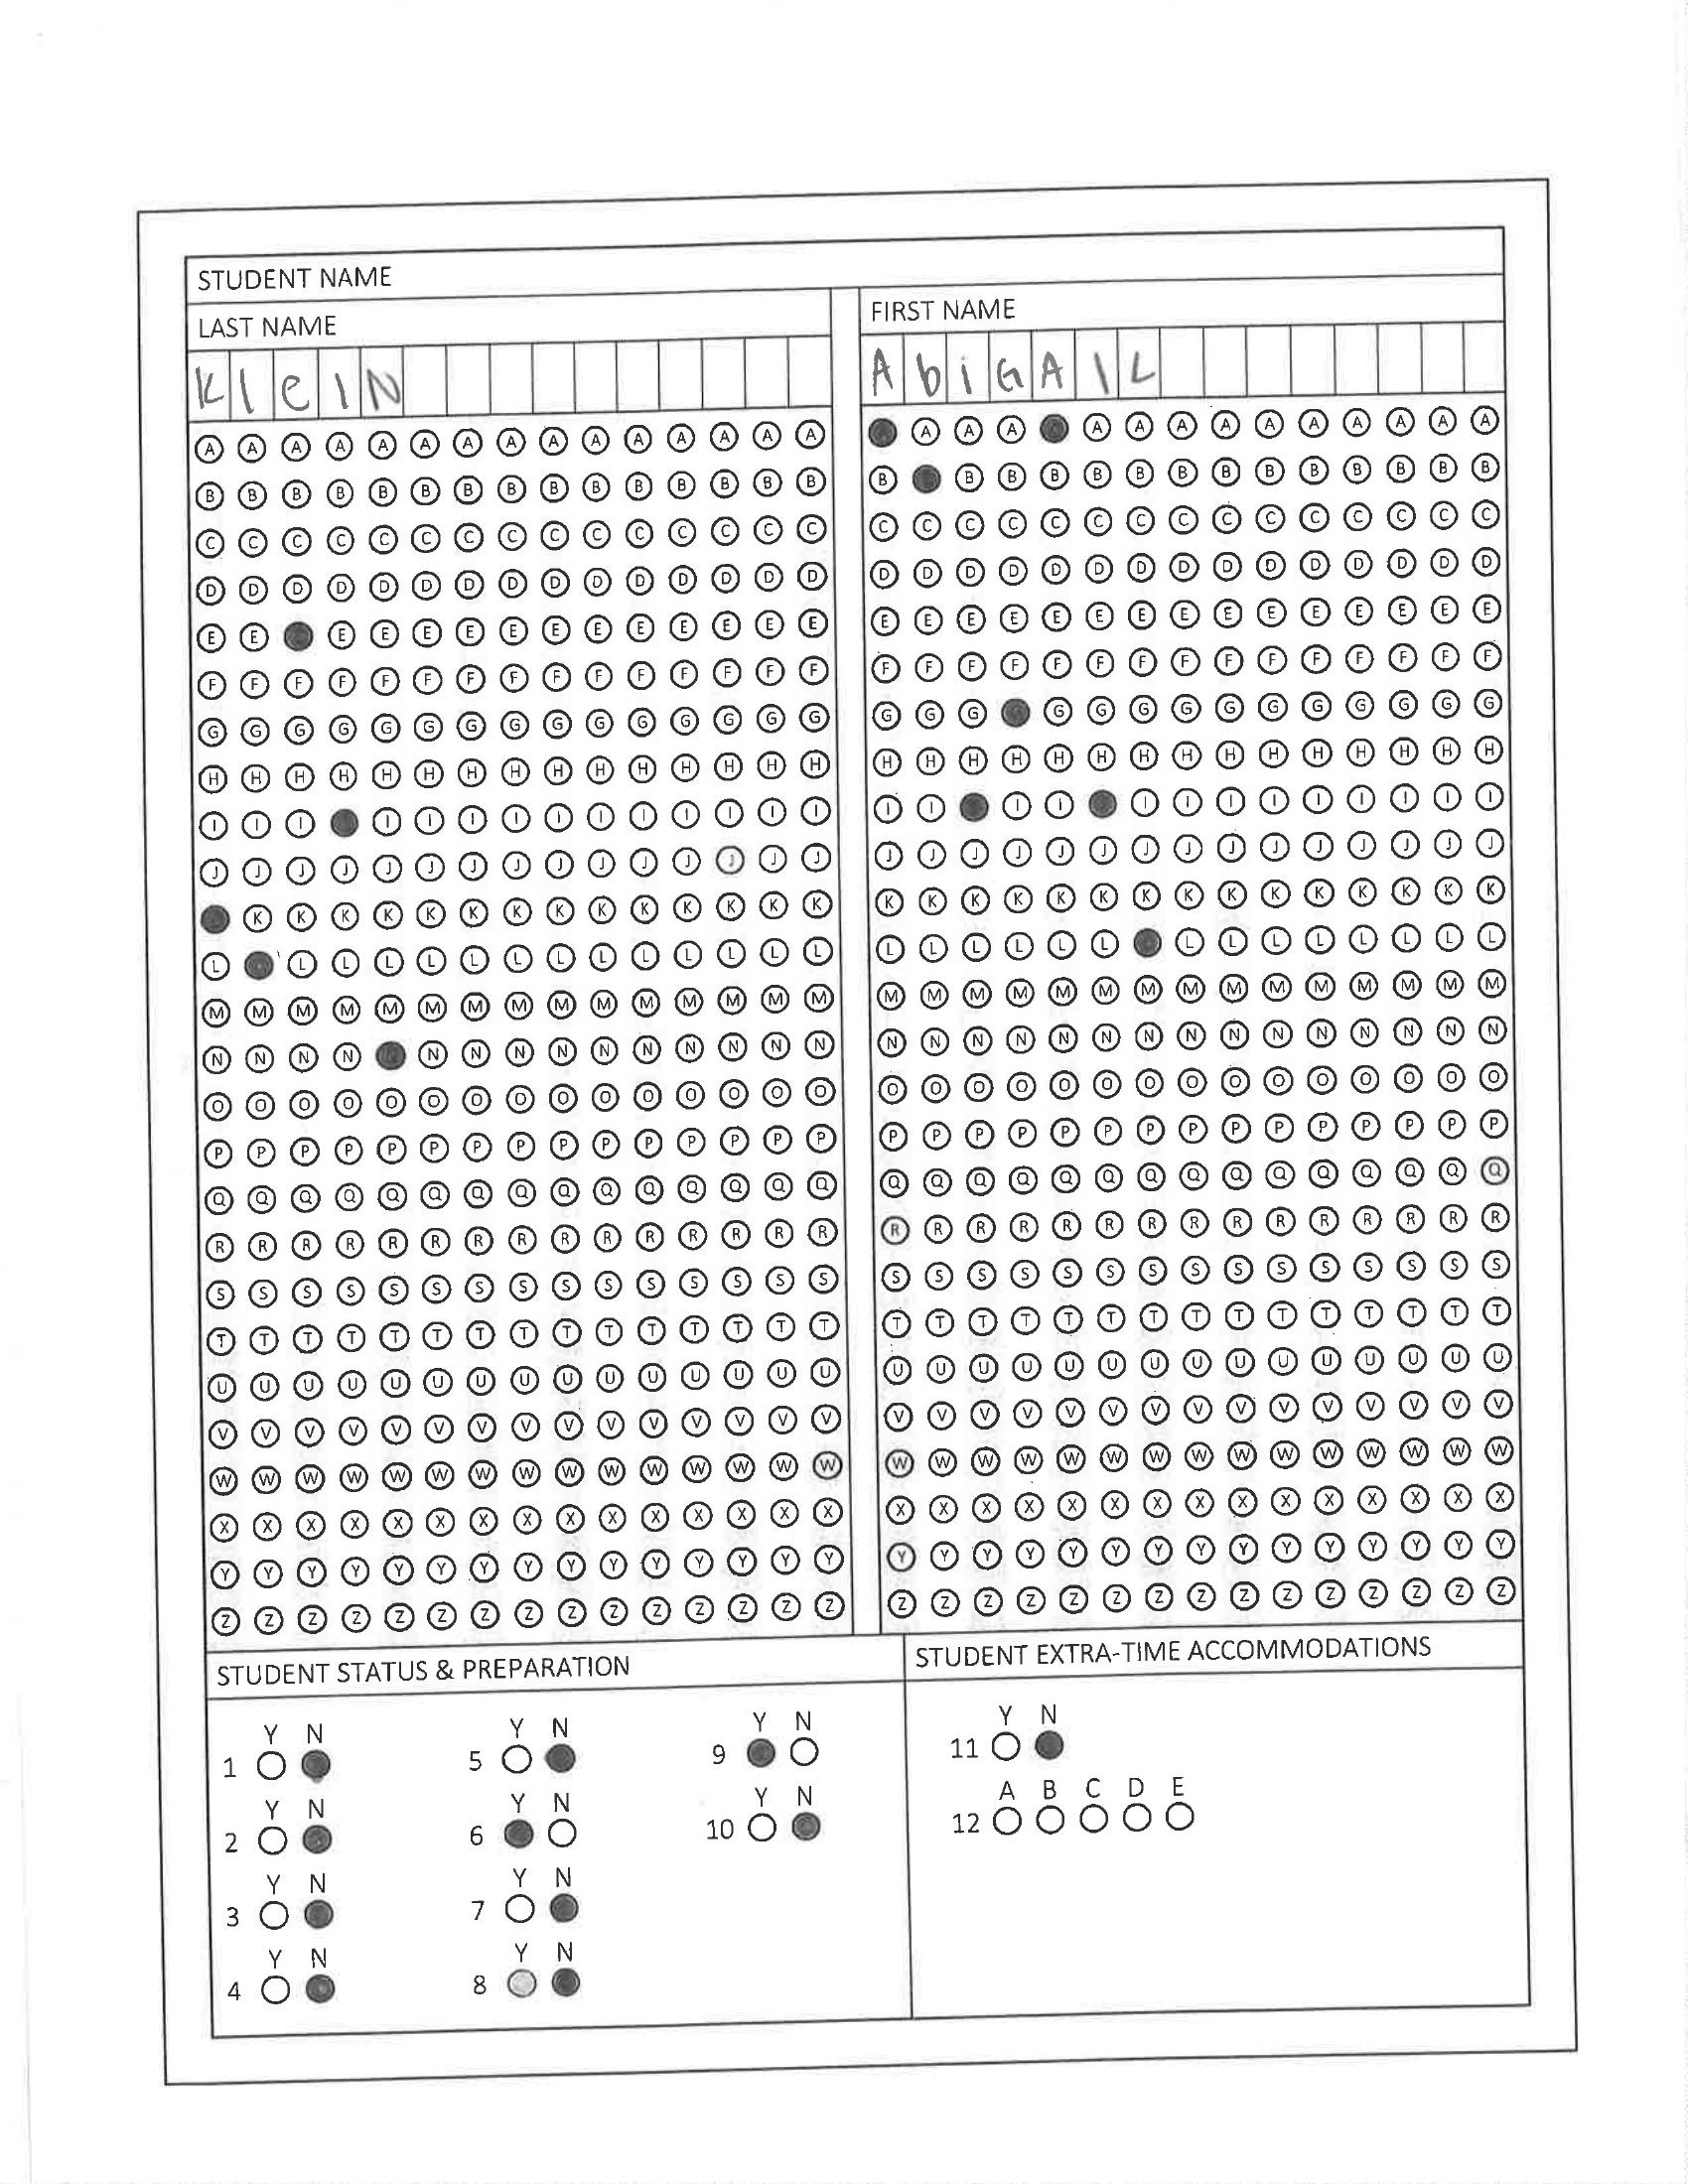 STUDENT NAME
LAST NAME
FIRST NAME
KleIN
AbiGAIL
A A A A A A A A A A A A A A A
A A A A A A A A A A A A A
B B B B B B B B B B B B B B B
B B B B B B B B B B B B B B
C C C C C C C C C C C C C C C
C C C C C C C C C C C C C C C
D D D D D D D D D D D D D D D
D D D D D D D D D D D D D D D
E E E E E E E E E E E E E E
E E E E E E E E E E E E E E E
F F F F F F F F F F F F F F F
F F F F F F F F F F F F F F F
G G G G G G G G G G G G G G G
G G G G G G G G G G G G G G
H H H H H H H H H H H H H H H
H H H H H H H H H H H H H H H
I I I I I I I I I I I I I I
I I I I I I I I I I I I I
J J J J J J J J J J J J J J J
J J J J J J J J J J J J J J J
K K K K K K K K K K K K K K
K K K K K K K K K K K K K K K
L L L L L L L L L L L L L L
L L L L L L L L L L L L L L
M M M M M M M M M M M M M M M
M M M M M M M M M M M M M M M
N N N N N N N N N N N N N N
N N N N N N N N N N N N N N N
O O O O O O O O O O O O O O O
O O O O O O O O O O O O O O O
P P P P P P P P P P P P P P P
P P P P P P P P P P P P P P P
Q Q Q Q Q Q Q Q Q Q Q Q Q Q Q
Q Q Q Q Q Q Q Q Q Q Q Q Q Q Q
R R R R R R R R R R R R R R R
R R R R R R R R R R R R R R R
S S S S S S S S S S S S S S S
S S S S S S S S S S S S S S S
T T T T T T T T T T T T T T T
T T T T T T T T T T T T T T T
U U U U U U U U U U U U U U U
U U U U U U U U U U U U U U U
V V V V V V V V V V V V V V V
V V V V V V V V V V V V V V V
W W W W W W W W W W W W W W W
W W W W W W W W W W W W W W W
X X X X X X X X X X X X X X X
X X X X X X X X X X X X X X X
Y Y Y Y Y Y Y Y Y Y Y Y Y Y Y
Y Y Y Y Y Y Y Y Y Y Y Y Y Y Y
Z Z Z Z Z Z Z Z Z Z Z Z Z Z Z
Z Z Z Z Z Z Z Z Z Z Z Z Z Z Z
STUDENT STATUS & PREPARATION
Y N
1
Y N
2
Y N
3
Y N
4
Y N
5
Y N
6
Y N
7
Y N
8
Y N
9
Y N
10
STUDENT EXTRA-TIME ACCOMMODATIONS
Y N
11
A B C D E
12